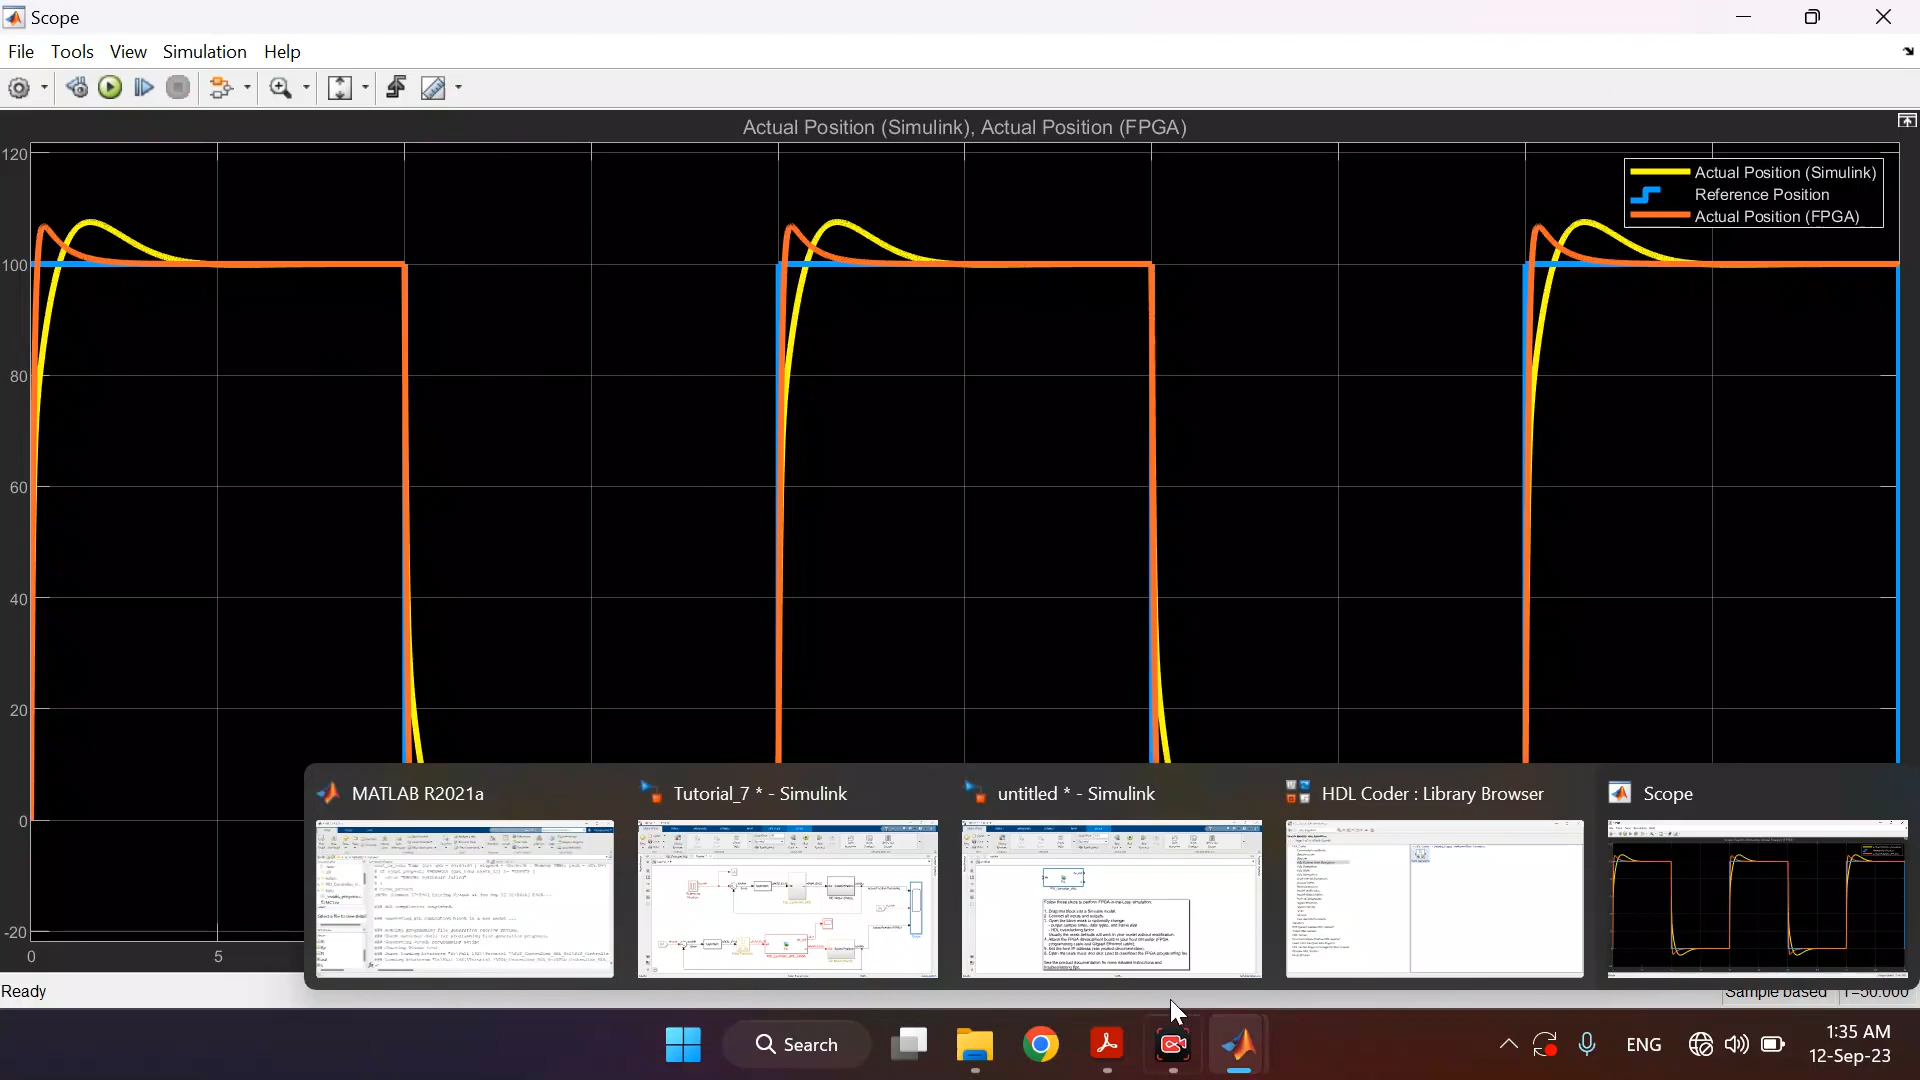 Scope
File Tools View Simulation Help
Actual Position (Simulink), Actual Position (FPGA)
Actual Position (Simulink)
Reference Position
Actual Position (FPGA)
120
100
80
60
40
20
0
-20
0
5
MATLAB R2021a
Tutorial_7 * - Simulink
untitled * - Simulink
HDL Coder : Library Browser
Scope
Ready
Sample based T=50.000
Search
ENG
1:35 AM
12-Sep-23